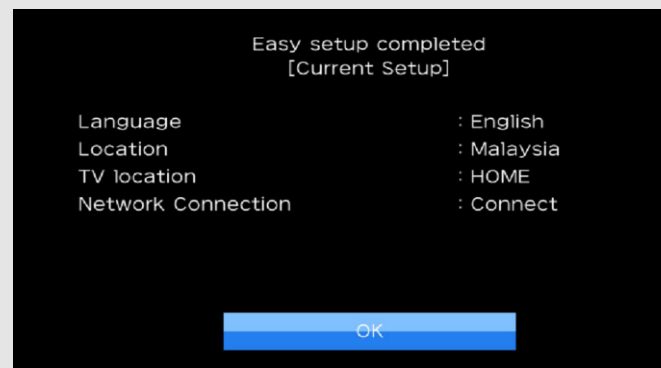 Easy setup completed
[Current Setup]
Language : English
Location : Malaysia
TV location : HOME
Network Connection : Connect
OK